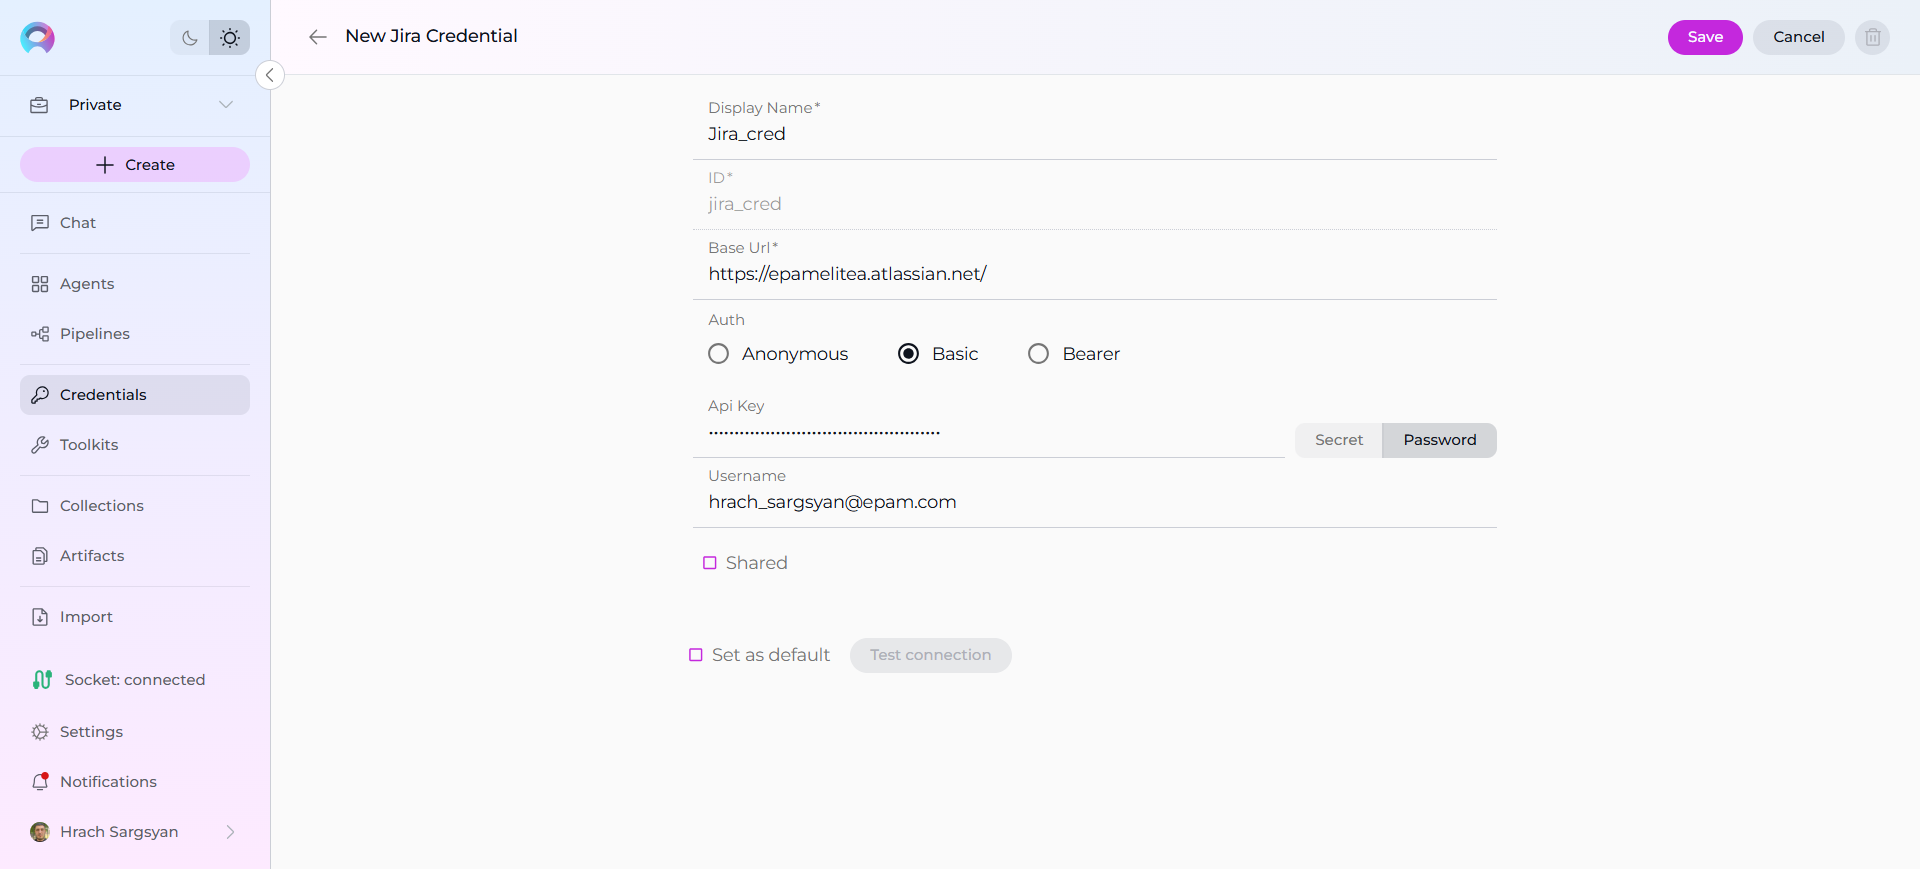 New Jira Credential
Save
Cancel
Private
Create
Chat
Agents
Pipelines
Credentials
Toolkits
Collections
Artifacts
Import
Socket: connected
Settings
Notifications
Hrach Sargsyan
Display Name*
Jira_cred
ID*
jira_cred
Base Url*
https://epamelitea.atlassian.net/
Auth
Anonymous
Basic
Bearer
Api Key
••••••••••••••••••••••••••••••••••••••••••••
Secret
Password
Username
hrach_sargsyan@epam.com
Shared
Set as default
Test connection